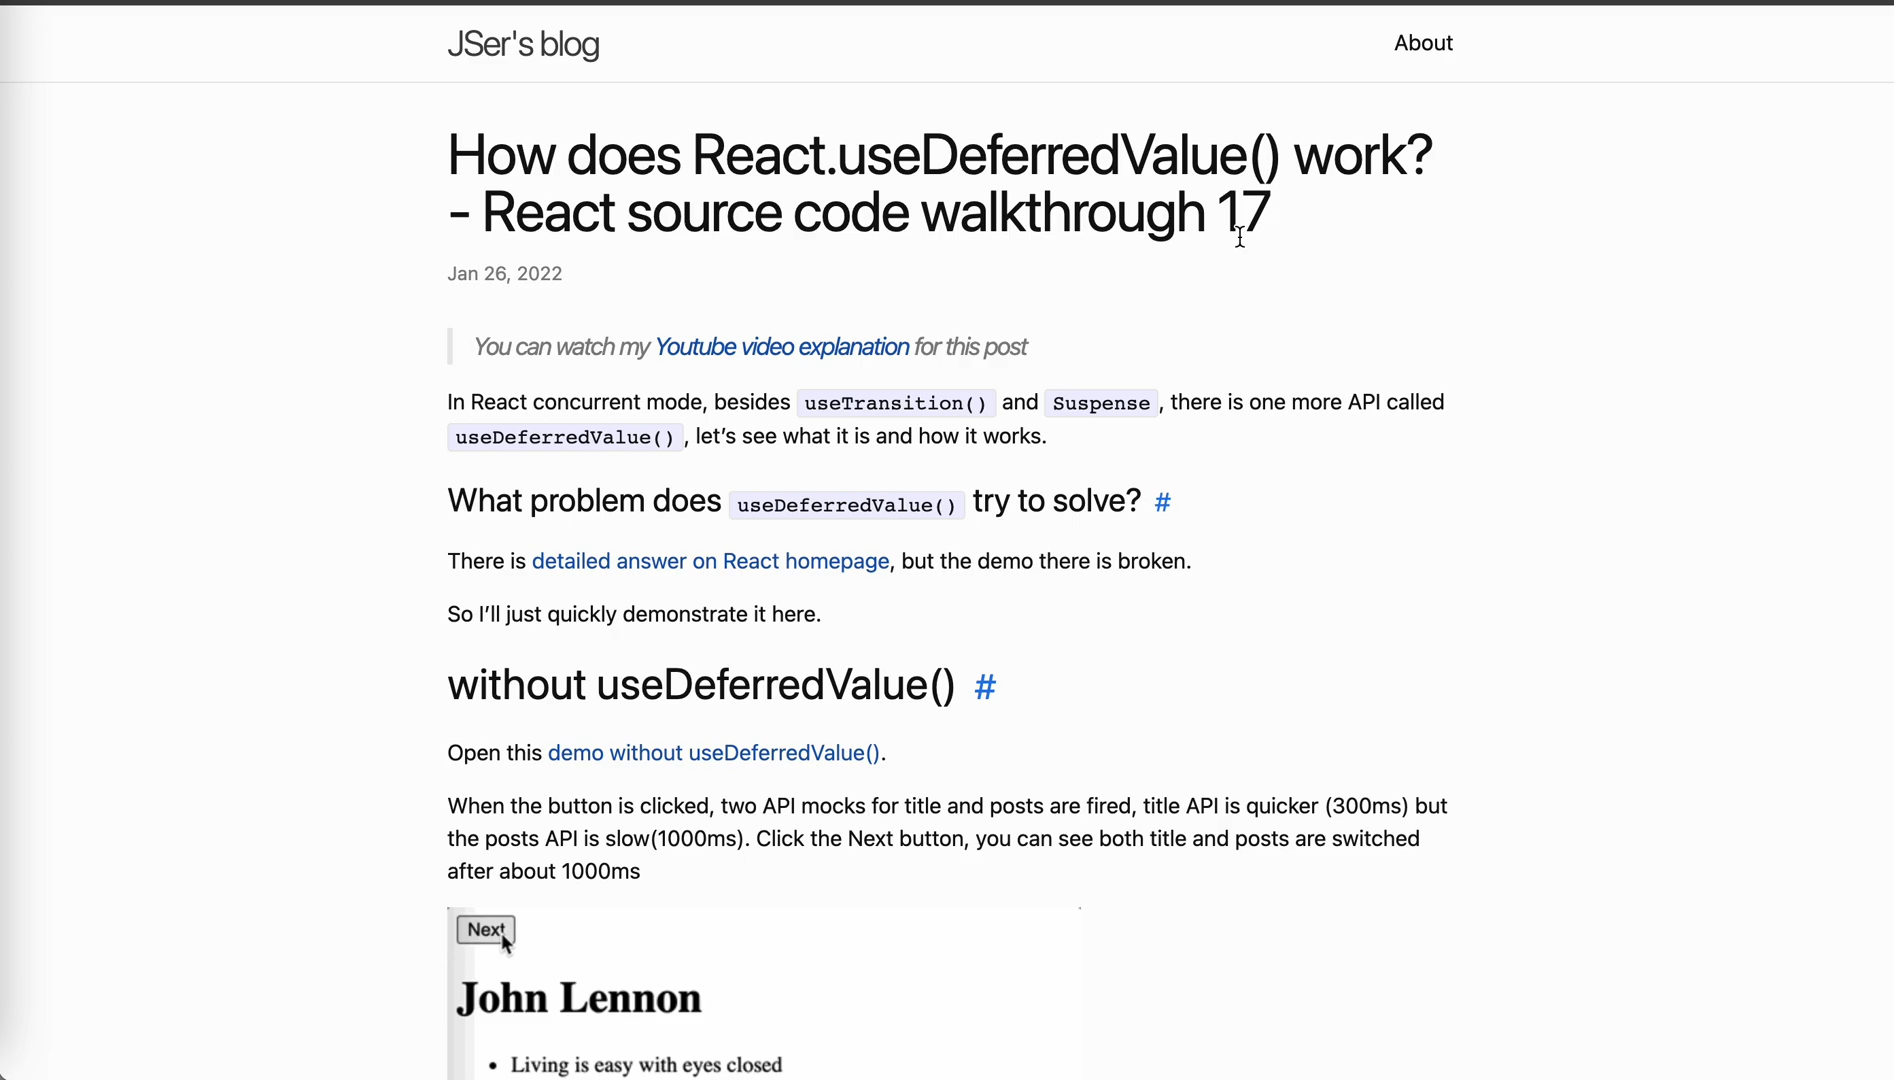 JSer's blog
About
How does React.useDeferredValue() work?
- React source code walkthrough 17
Jan 26, 2022
You can watch my Youtube video explanation for this post
In React concurrent mode, besides useTransition() and Suspense, there is one more API called
useDeferredValue(), let’s see what it is and how it works.
What problem does useDeferredValue() try to solve? #
There is detailed answer on React homepage, but the demo there is broken.
So I’ll just quickly demonstrate it here.
without useDeferredValue() #
Open this demo without useDeferredValue().
When the button is clicked, two API mocks for title and posts are fired, title API is quicker (300ms) but
the posts API is slow(1000ms). Click the Next button, you can see both title and posts are switched
after about 1000ms
Next
John Lennon
• Living is easy with eyes closed